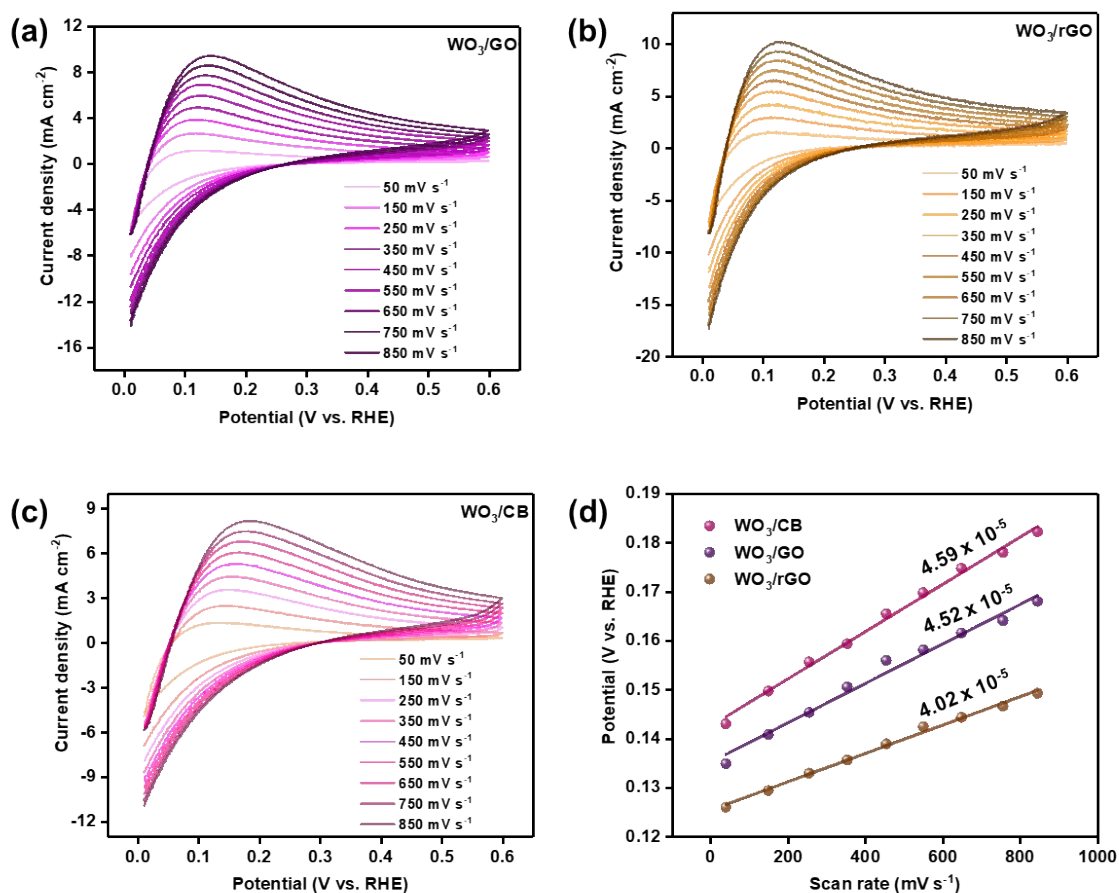 (a)
WO₃/GO
12
8
4
0
-4
-8
-12
-16
Current density (mA cm⁻²)
50 mV s⁻¹
150 mV s⁻¹
250 mV s⁻¹
350 mV s⁻¹
450 mV s⁻¹
550 mV s⁻¹
650 mV s⁻¹
750 mV s⁻¹
850 mV s⁻¹
0.0 0.1 0.2 0.3 0.4 0.5 0.6
Potential (V vs. RHE)
(b)
WO₃/rGO
10
5
0
-5
-10
-15
-20
Current density (mA cm⁻²)
50 mV s⁻¹
150 mV s⁻¹
250 mV s⁻¹
350 mV s⁻¹
450 mV s⁻¹
550 mV s⁻¹
650 mV s⁻¹
750 mV s⁻¹
850 mV s⁻¹
0.0 0.1 0.2 0.3 0.4 0.5 0.6
Potential (V vs. RHE)
(c)
WO₃/CB
9
6
3
0
-3
-6
-9
-12
Current density (mA cm⁻²)
50 mV s⁻¹
150 mV s⁻¹
250 mV s⁻¹
350 mV s⁻¹
450 mV s⁻¹
550 mV s⁻¹
650 mV s⁻¹
750 mV s⁻¹
850 mV s⁻¹
0.0 0.1 0.2 0.3 0.4 0.5 0.6
Potential (V vs. RHE)
(d)
0.19
0.18
0.17
0.16
0.15
0.14
0.13
0.12
Potential (V vs. RHE)
WO₃/CB
WO₃/GO
WO₃/rGO
4.59 x 10⁻⁵
4.52 x 10⁻⁵
4.02 x 10⁻⁵
0 200 400 600 800 1000
Scan rate (mV s⁻¹)